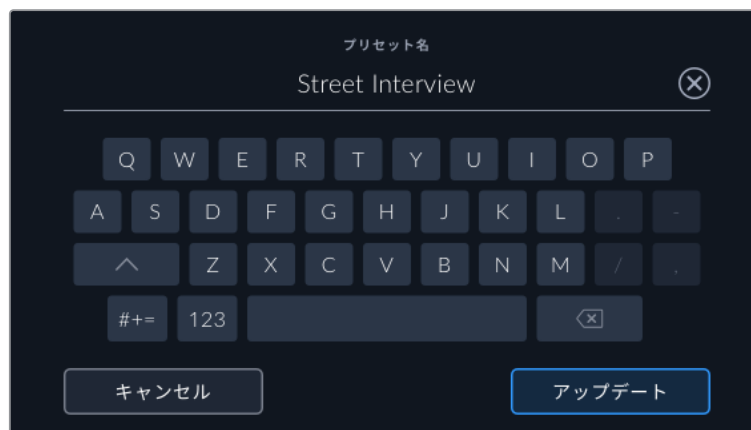 プリセット名
Street Interview
Q W E R T Y U I O P
A S D F G H J K L . -
Z X C V B N M / ,
#+= 123
キャンセル アップデート